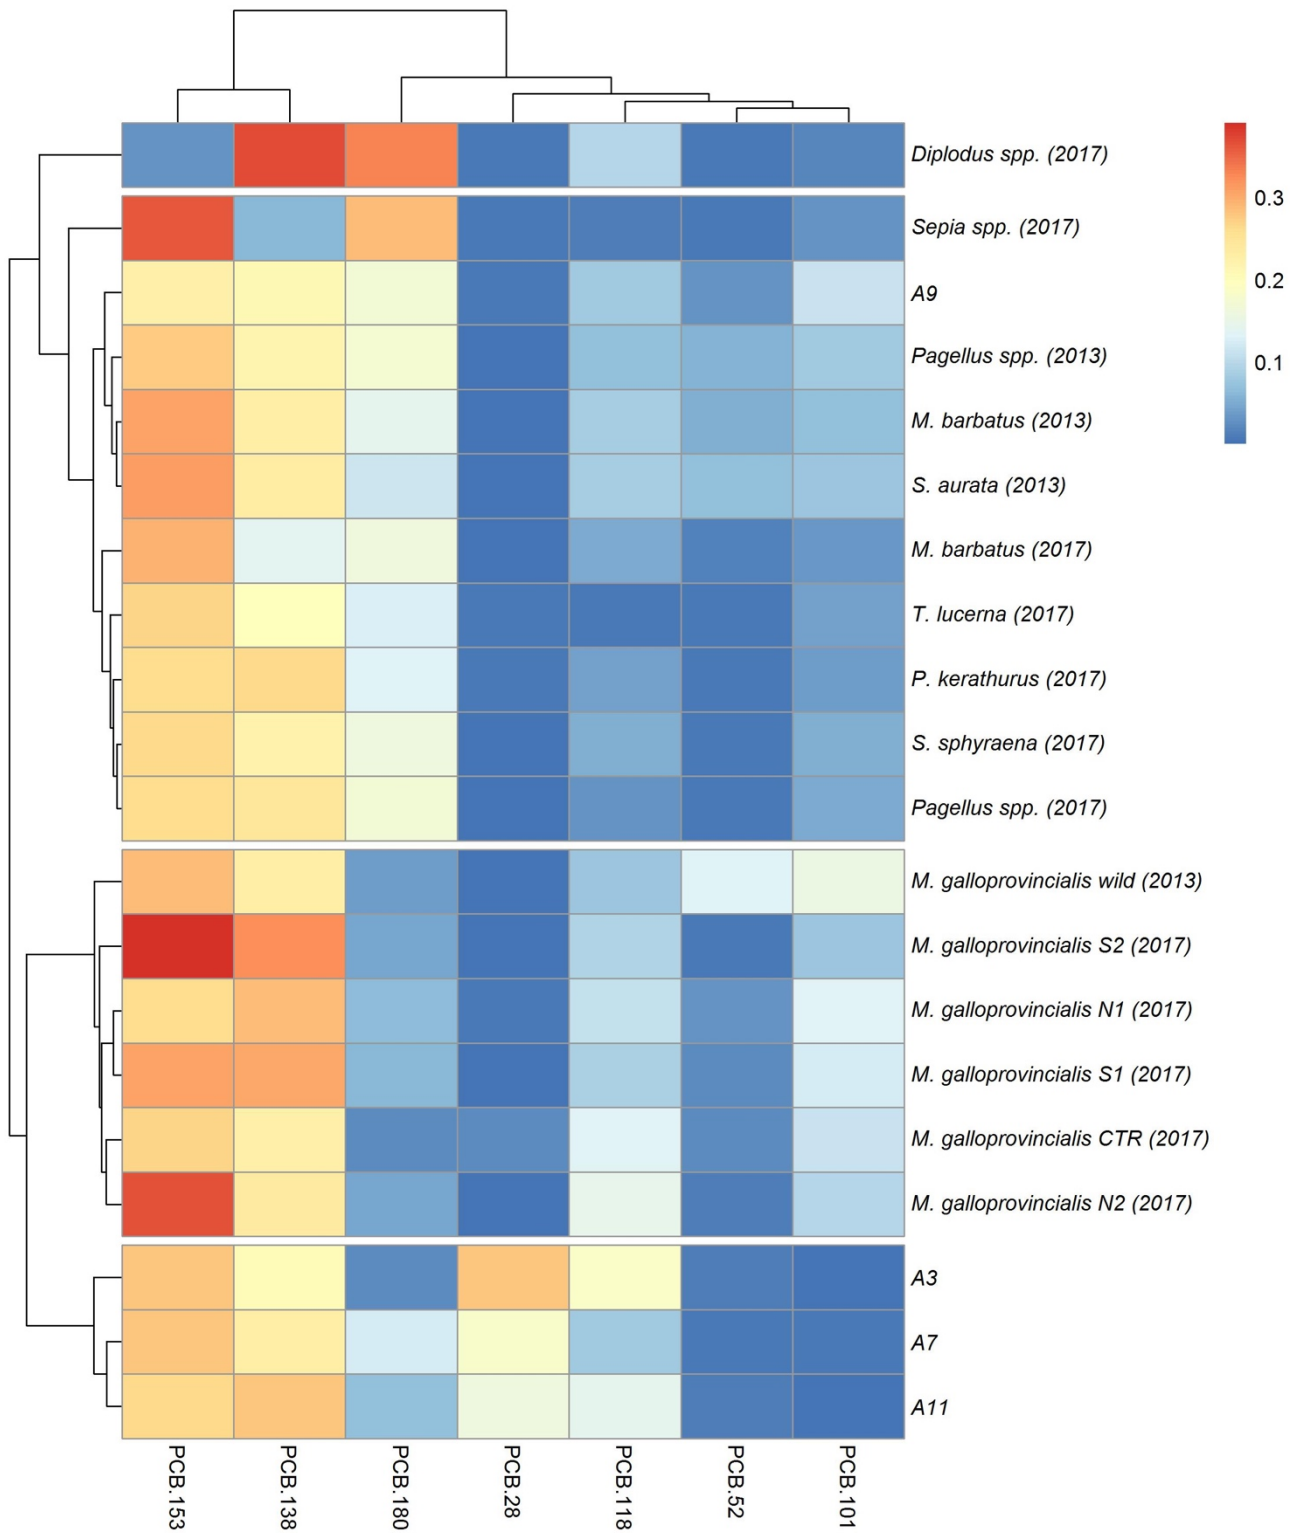 Diplodus spp. (2017)
Sepia spp. (2017)
A9
Pagellus spp. (2013)
M. barbatus (2013)
S. aurata (2013)
M. barbatus (2017)
T. lucerna (2017)
P. kerathurus (2017)
S. sphyraena (2017)
Pagellus spp. (2017)
M. galloprovincialis wild (2013)
M. galloprovincialis S2 (2017)
M. galloprovincialis N1 (2017)
M. galloprovincialis S1 (2017)
M. galloprovincialis CTR (2017)
M. galloprovincialis N2 (2017)
A3
A7
A11
0.3
0.2
0.1
PCB.153
PCB.138
PCB.180
PCB.28
PCB.118
PCB.52
PCB.101